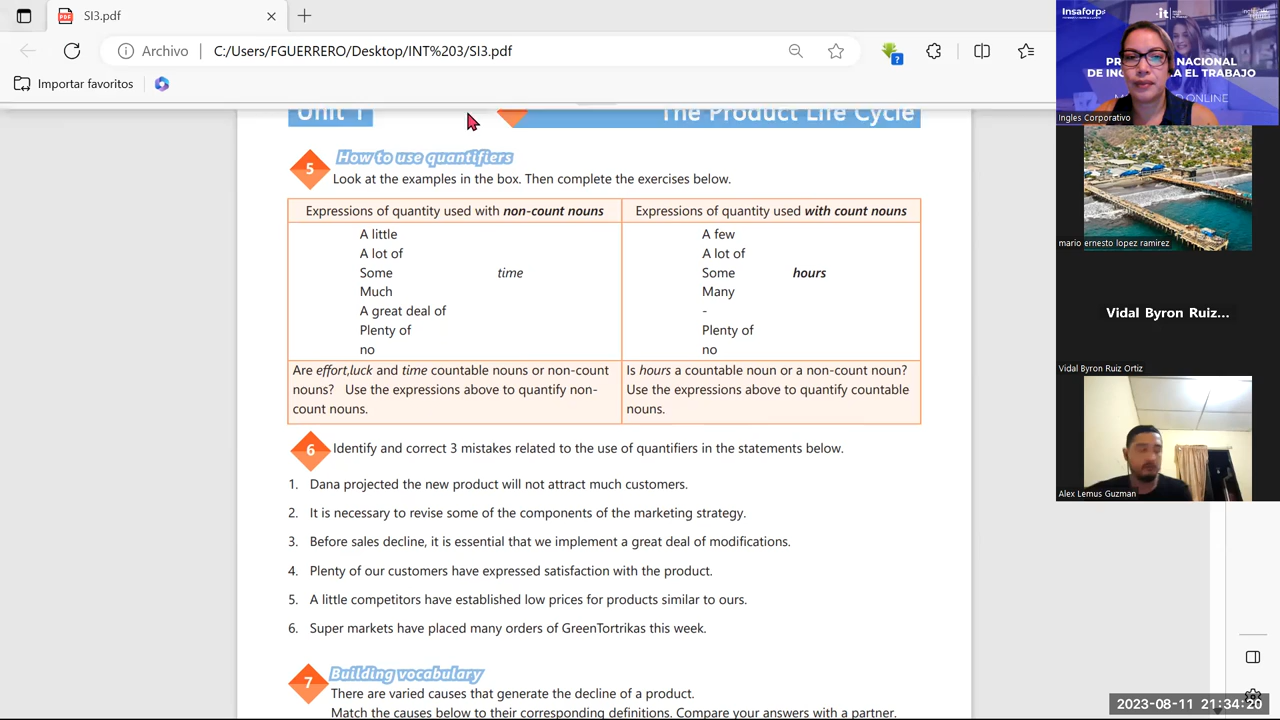 SI3.pdf
Archivo
C:/Users/FGUERRERO/Desktop/INT%203/SI3.pdf
Importar favoritos
Unit 1
The Product Life Cycle
5
How to use quantifiers
Look at the examples in the box. Then complete the exercises below.
Expressions of quantity used with non-count nouns
Expressions of quantity used with count nouns
A little
A lot of
Some time
Much
A great deal of
Plenty of
no
A few
A lot of
Some hours
Many
-
Plenty of
no
Are effort,luck and time countable nouns or non-count
nouns? Use the expressions above to quantify non-
count nouns.
Is hours a countable noun or a non-count noun?
Use the expressions above to quantify countable
nouns.
6
Identify and correct 3 mistakes related to the use of quantifiers in the statements below.
1. Dana projected the new product will not attract much customers.
2. It is necessary to revise some of the components of the marketing strategy.
3. Before sales decline, it is essential that we implement a great deal of modifications.
4. Plenty of our customers have expressed satisfaction with the product.
5. A little competitors have established low prices for products similar to ours.
6. Super markets have placed many orders of GreenTortrikas this week.
7
Building vocabulary
There are varied causes that generate the decline of a product.
Match the causes below to their corresponding definitions. Compare your answers with a partner.
Insaforp
it
NACIONAL
A EL TRABAJO
ONLINE
Ingles Corporativo
mario ernesto lopez ramirez
Vidal Byron Ruiz...
Vidal Byron Ruiz Ortiz
Alex Lemus Guzman
2023-08-11 21:34:20